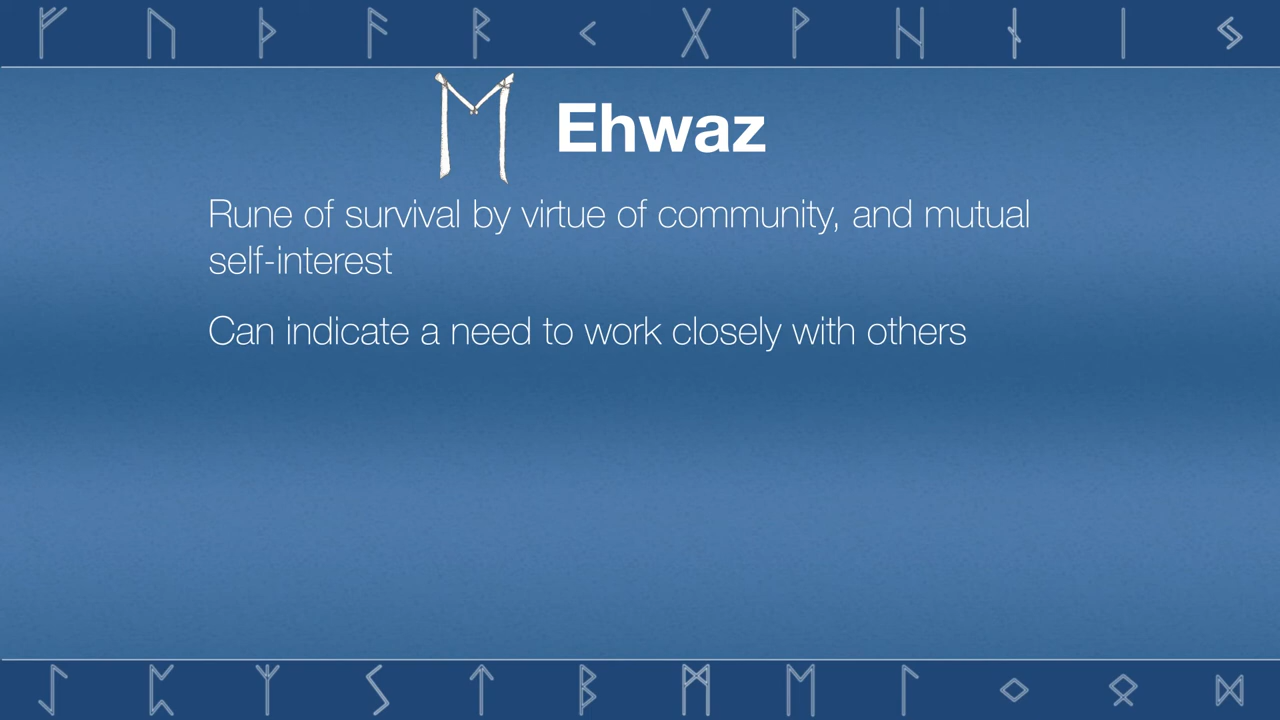 ᚠ ᚢ ᚦ ᚨ ᚱ ᚲ ᚷ ᚹ ᚺ ᚾ ᛁ ᛃ
ᛖ Ehwaz
Rune of survival by virtue of community, and mutual
self-interest
Can indicate a need to work closely with others
ᛇ ᛈ ᛉ ᛊ ᛏ ᛒ ᛗ ᛖ ᛚ ᛜ ᛟ ᛞ